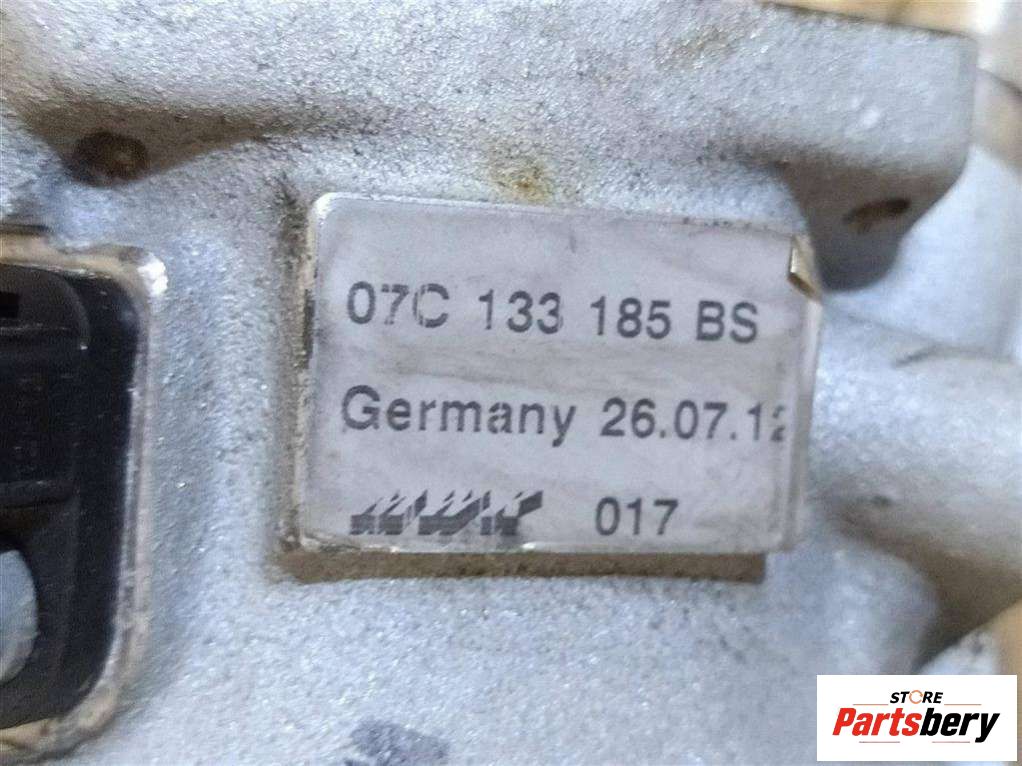 07C 133 185 BS
Germany 26.07.12
017
STORE
Partsbery